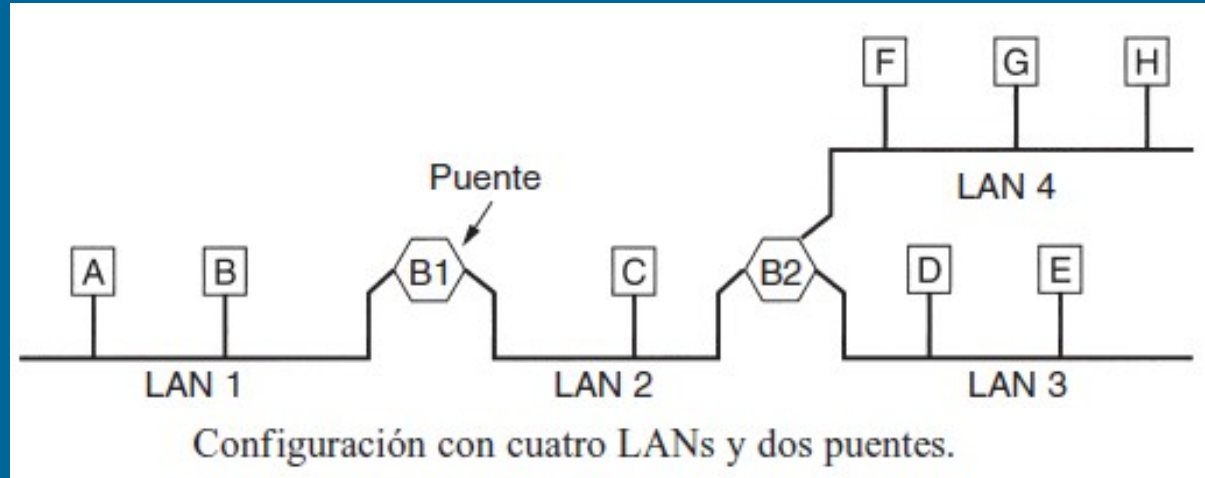 F G H
Puente
LAN 4
A B B1 C B2 D E
LAN 1 LAN 2 LAN 3
Configuración con cuatro LANs y dos puentes.